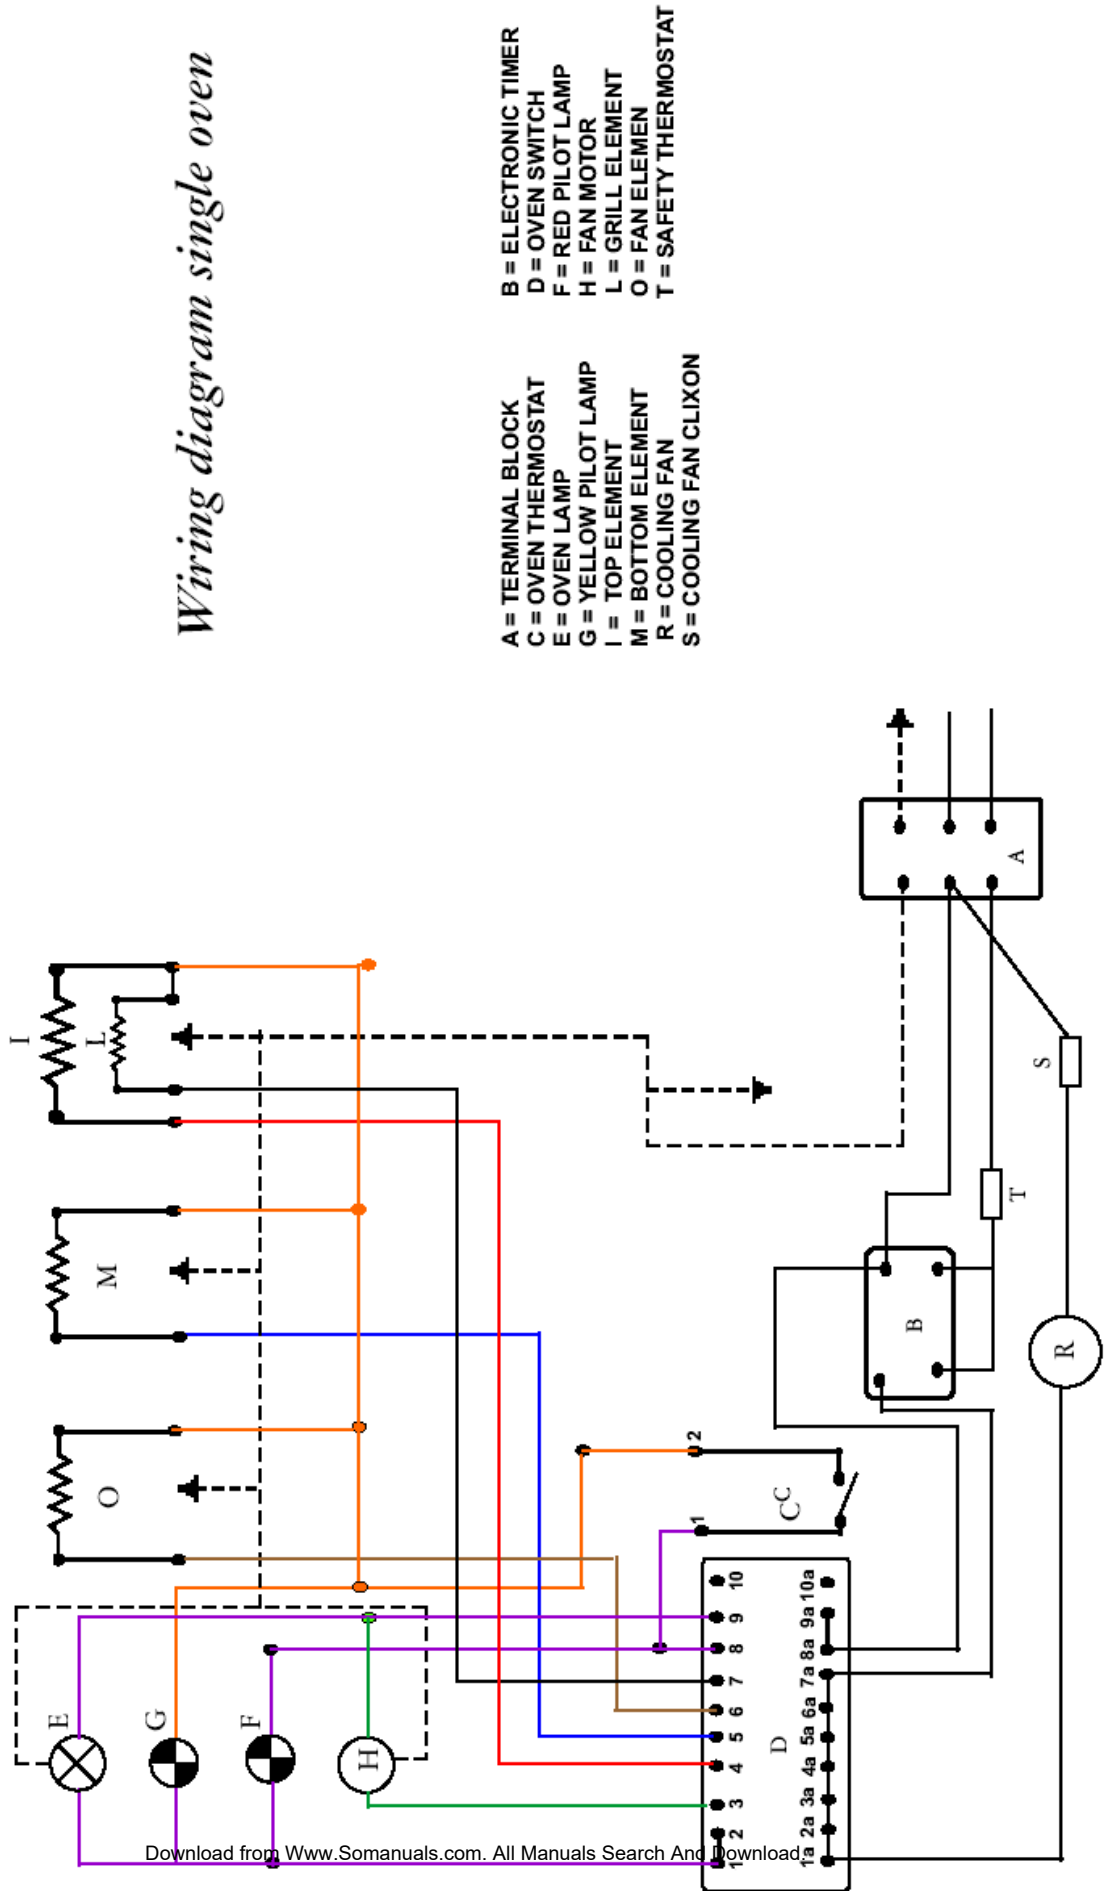 Wiring diagram single oven
A = TERMINAL BLOCK
C = OVEN THERMOSTAT
E = OVEN LAMP
G = YELLOW PILOT LAMP
I = TOP ELEMENT
M = BOTTOM ELEMENT
R = COOLING FAN
S = COOLING FAN CLIXON
B = ELECTRONIC TIMER
D = OVEN SWITCH
F = RED PILOT LAMP
H = FAN MOTOR
L = GRILL ELEMENT
O = FAN ELEMEN
T = SAFETY THERMOSTAT
E
G
F
H
O
M
I
L
1 2 3 4 5 6 7 8 9 10
D
1a 2a 3a 4a 5a 6a 7a 8a 9a 10a
1
2
C
C
B
T
R
S
A
Download from Www.Somanuals.com. All Manuals Search And Download.